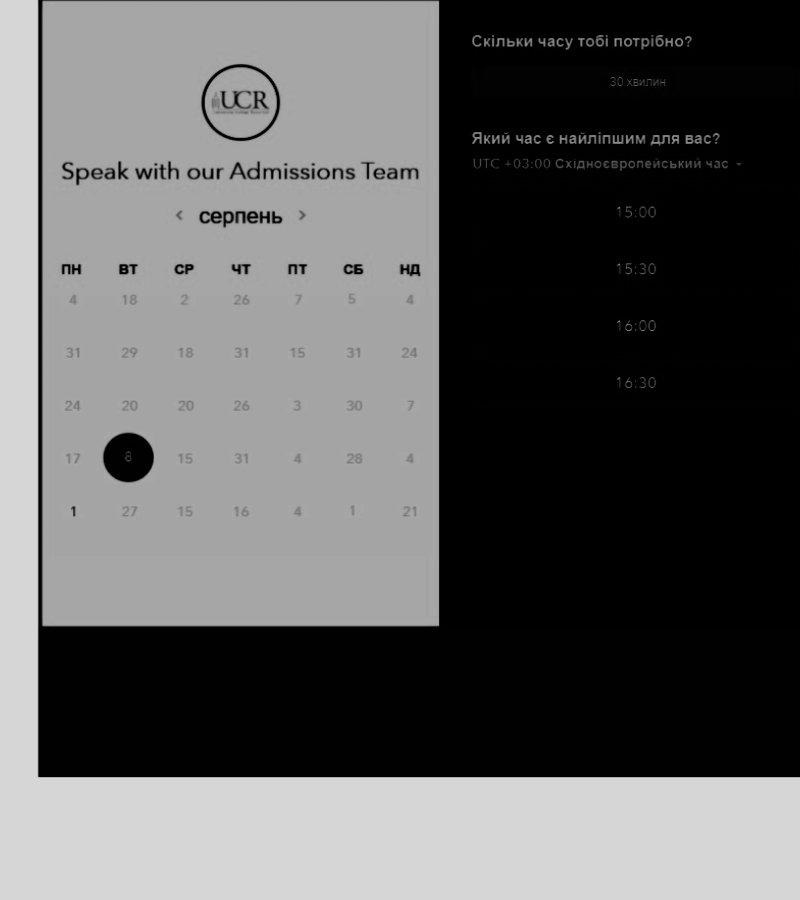 UCR
Speak with our Admissions Team
< серпень >
ПН ВТ СР ЧТ ПТ СБ НД
4 18 2 26 7 5 4
31 29 18 31 15 31 24
24 20 20 26 3 30 7
17 8 15 31 4 28 4
1 27 15 16 4 1 21
Скільки часу тобі потрібно?
30 хвилин
Який час є найліпшим для вас?
UTC +03:00 Східноєвропейський час
15:00
15:30
16:00
16:30